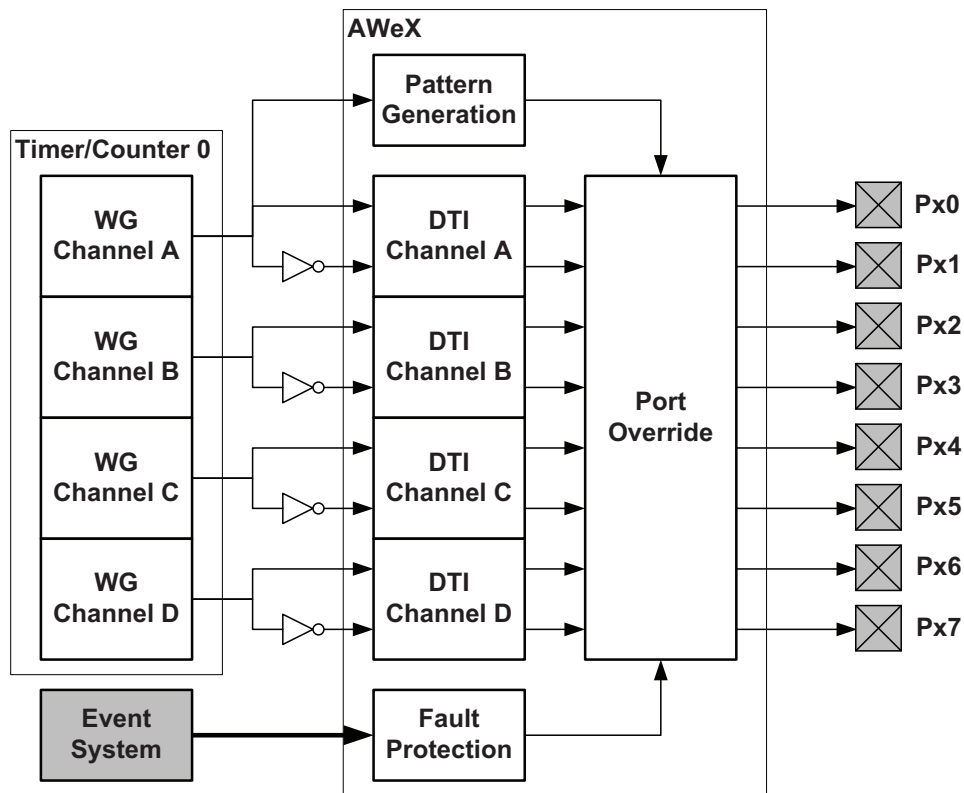 AWeX
Pattern
Generation
Timer/Counter 0
WG
Channel A
DTI
Channel A
WG
Channel B
DTI
Channel B
WG
Channel C
DTI
Channel C
WG
Channel D
DTI
Channel D
Port
Override
Px0
Px1
Px2
Px3
Px4
Px5
Px6
Px7
Event
System
Fault
Protection